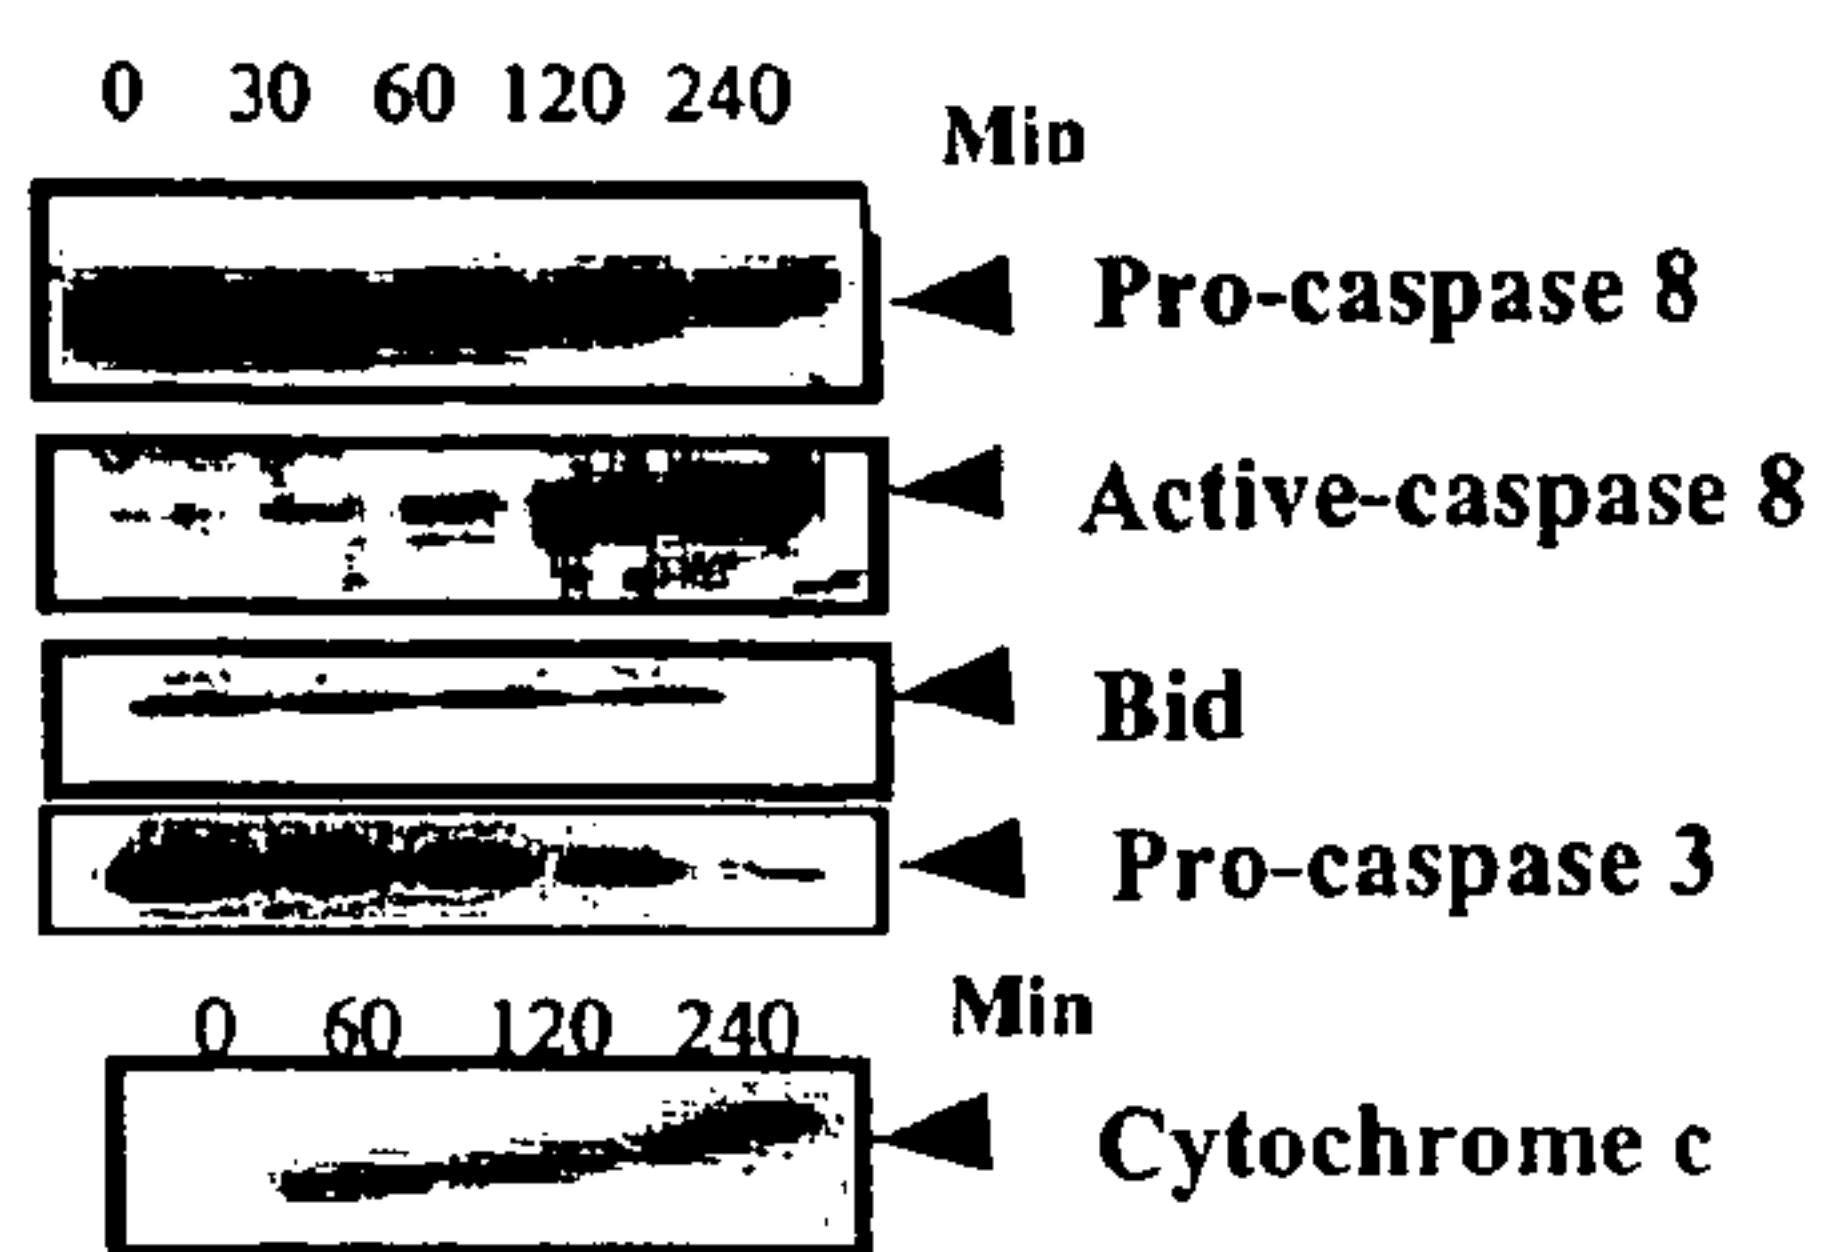 0 30 60 120 240 Min
Pro-caspase 8
Active-caspase 8
Bid
Pro-caspase 3
0 60 120 240 Min
Cytochrome c